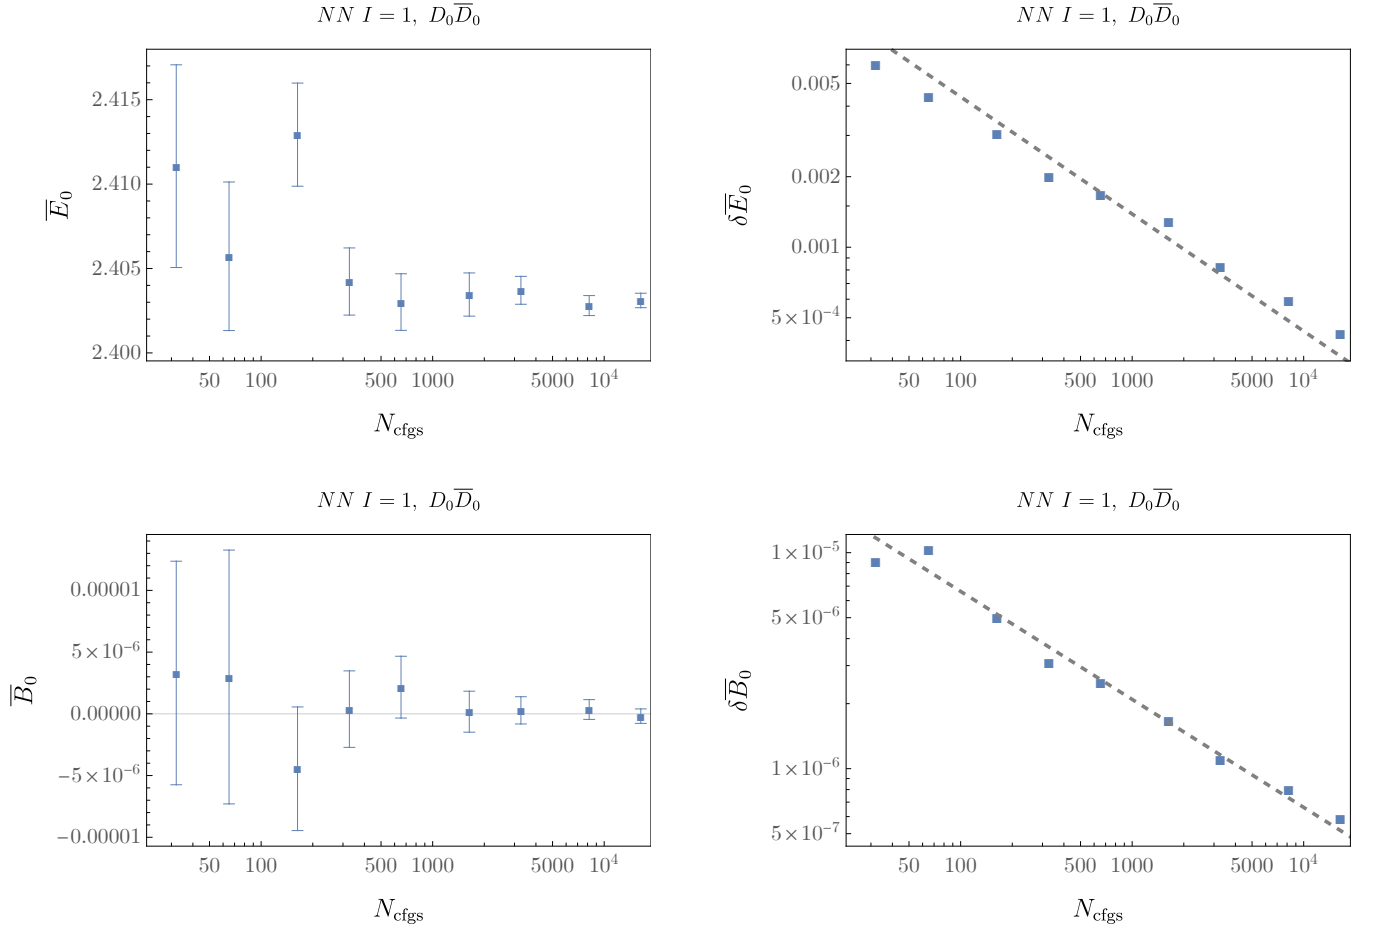 NN I = 1, D₀D̅₀
2.415
2.410
2.405
2.400
E̅₀
50 100 500 1000 5000 10⁴
N_cfgs
NN I = 1, D₀D̅₀
0.005
0.002
0.001
5×10⁻⁴
δE̅₀
50 100 500 1000 5000 10⁴
N_cfgs
NN I = 1, D₀D̅₀
0.00001
5×10⁻⁶
0.00000
−5×10⁻⁶
−0.00001
B̅₀
50 100 500 1000 5000 10⁴
N_cfgs
NN I = 1, D₀D̅₀
1×10⁻⁵
5×10⁻⁶
1×10⁻⁶
5×10⁻⁷
δB̅₀
50 100 500 1000 5000 10⁴
N_cfgs